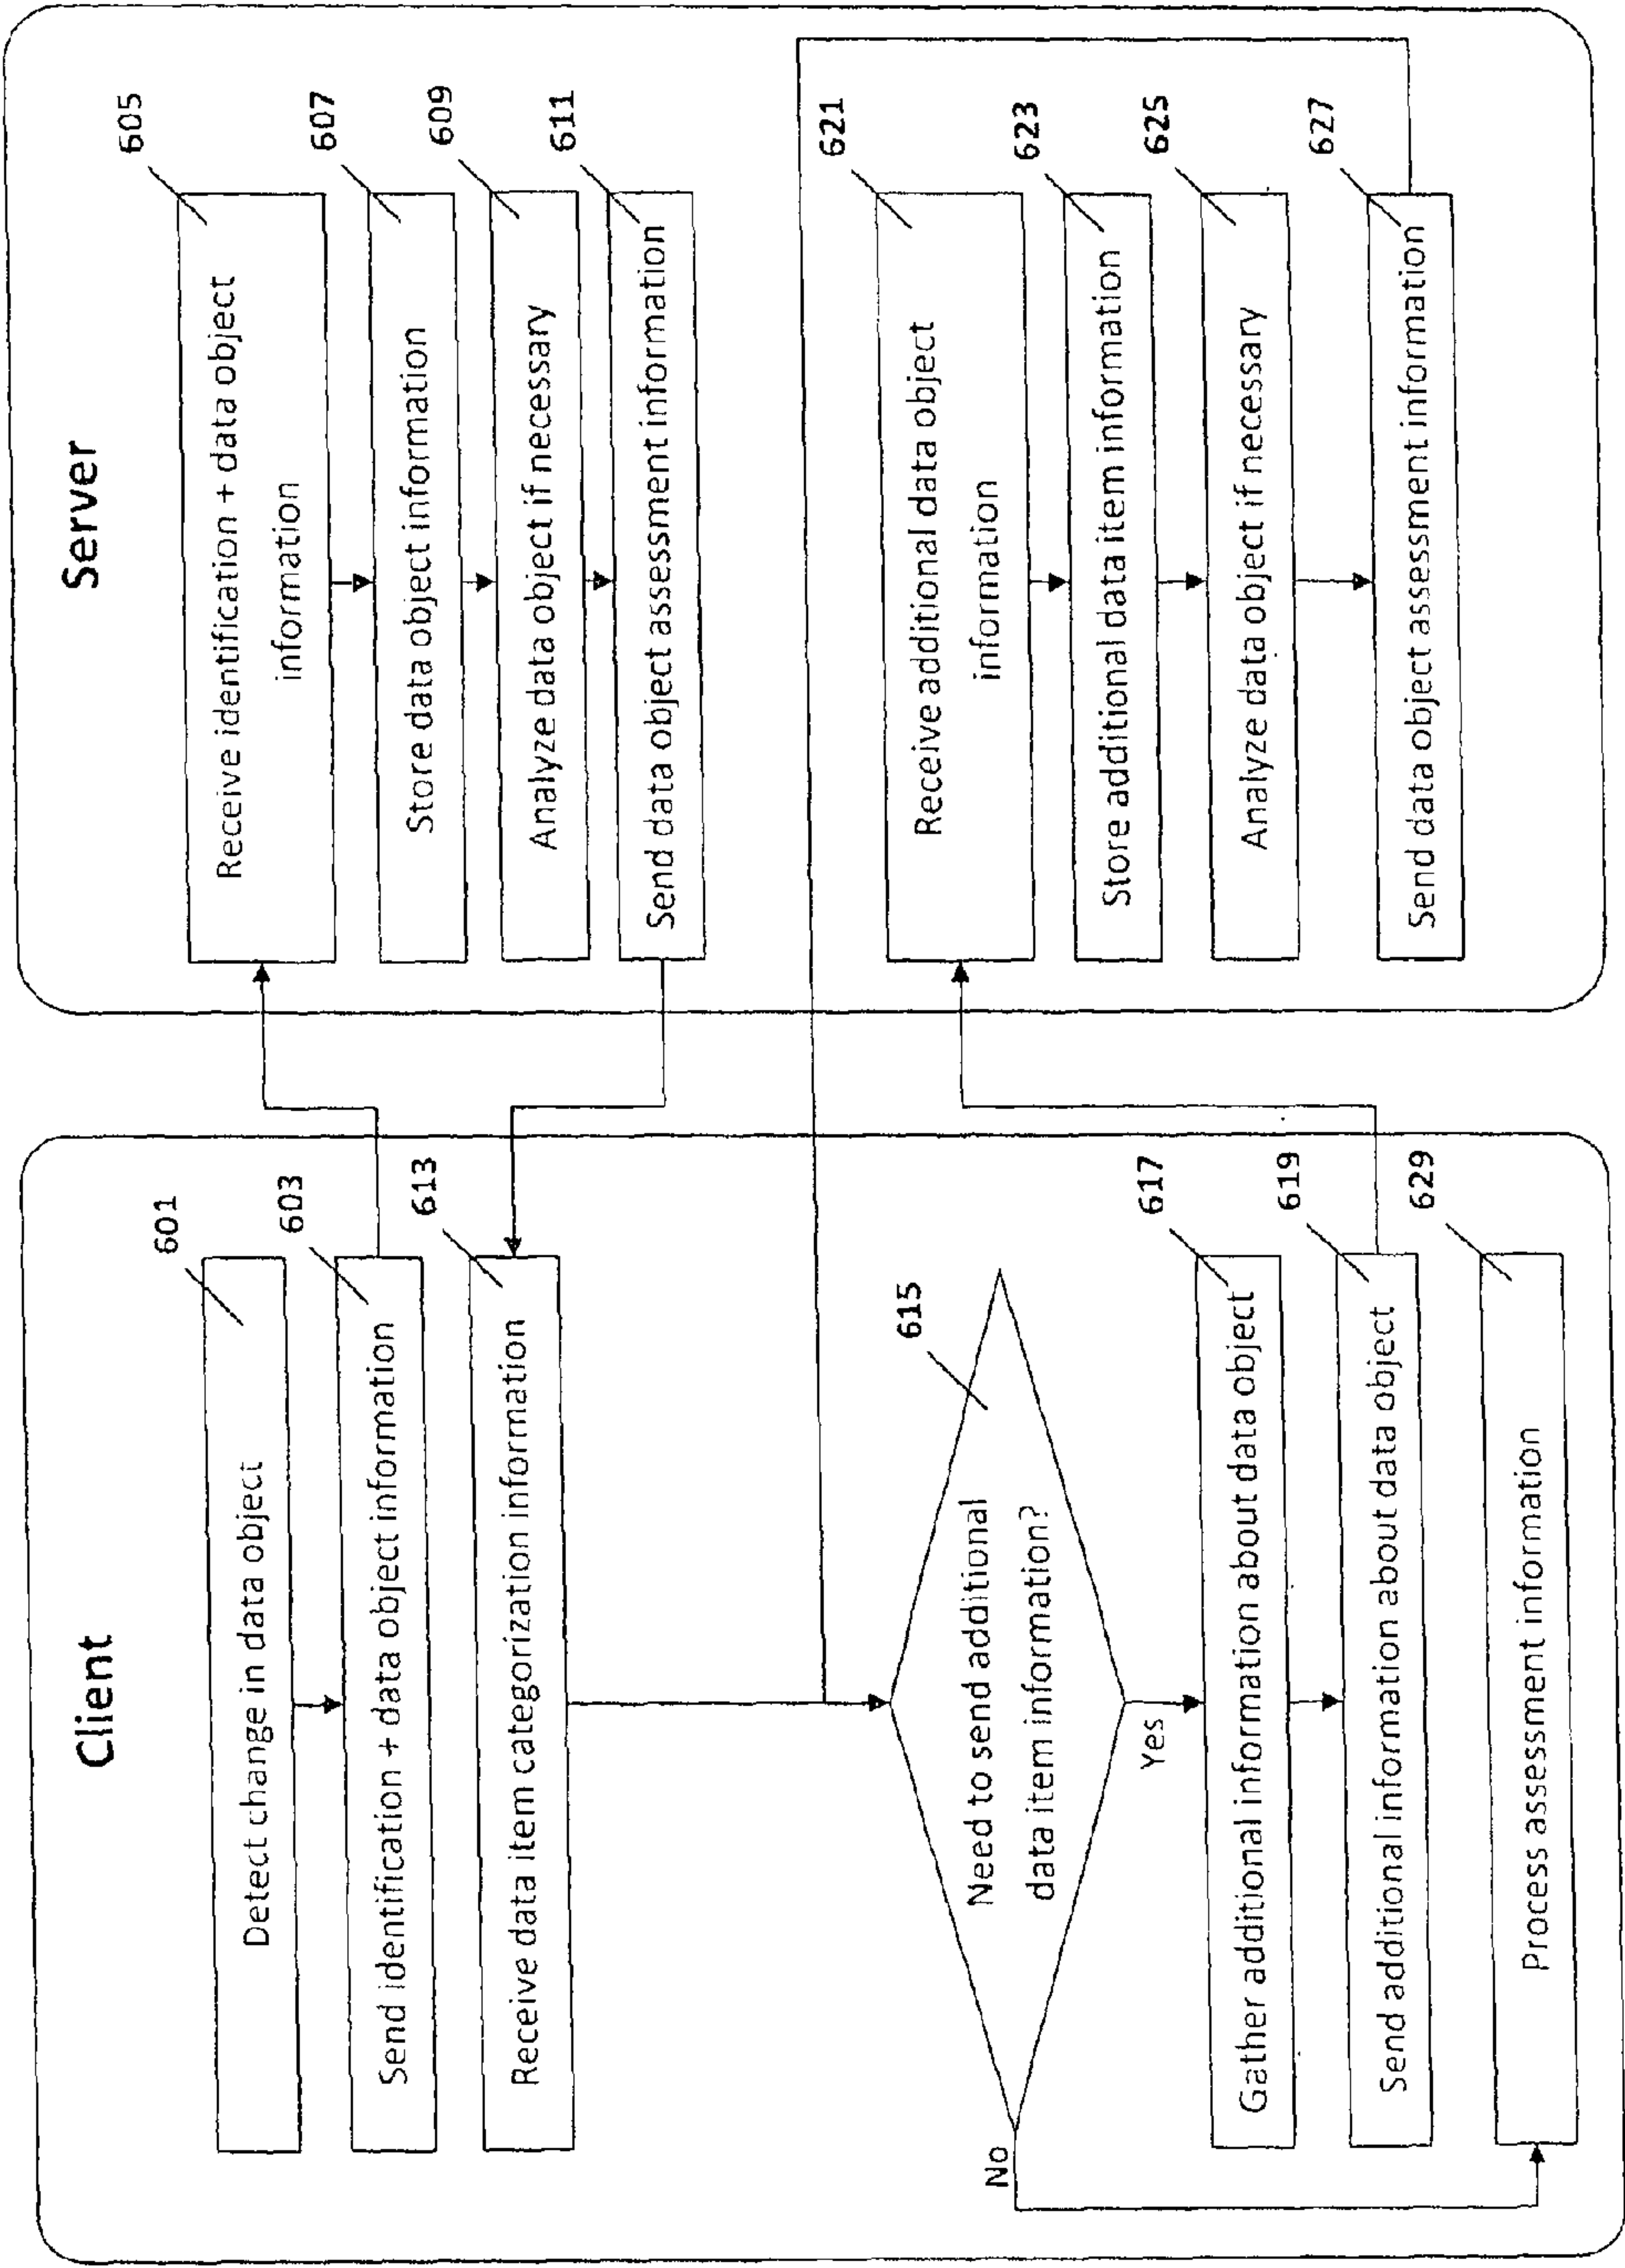 Client
601
Detect change in data object
603
Send identification + data object information
613
Receive data item categorization information
615
Need to send additional
data item information?
No
Yes
617
Gather additional information about data object
619
Send additional information about data object
629
Process assessment information
Server
605
Receive identification + data object
information
607
Store data object information
609
Analyze data object if necessary
611
Send data object assessment information
621
Receive additional data object
information
623
Store additional data item information
625
Analyze data object if necessary
627
Send data object assessment information